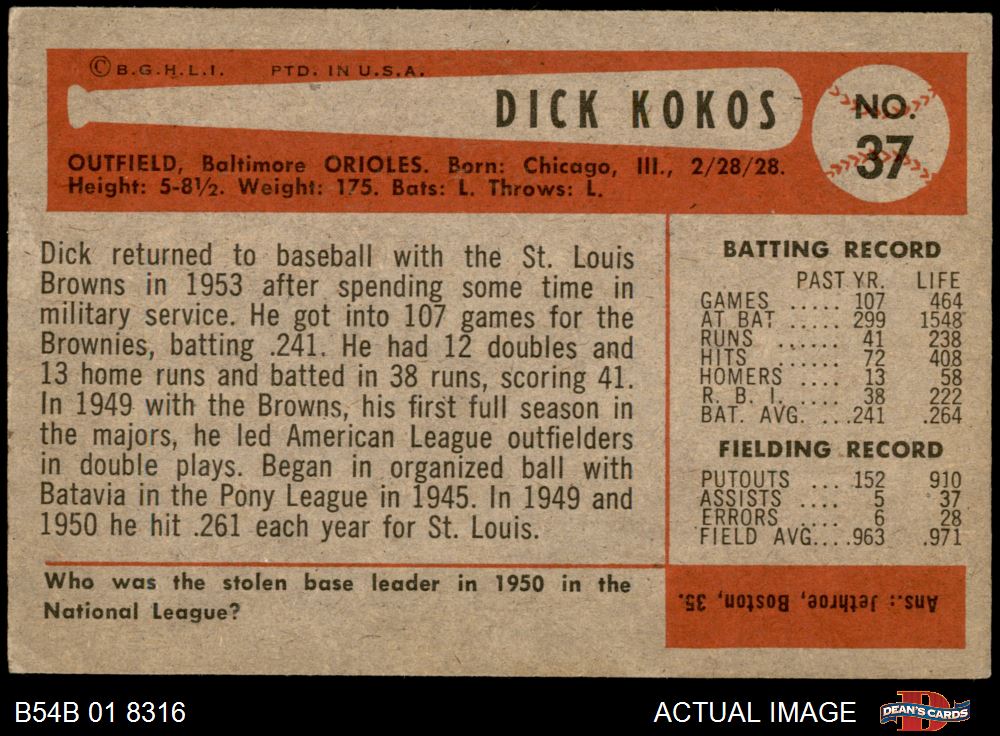 © B.G.H.L.I. PTD. IN U.S.A.
DICK KOKOS
NO.
37
OUTFIELD, Baltimore ORIOLES. Born: Chicago, Ill., 2/28/28.
Height: 5-8½. Weight: 175. Bats: L. Throws: L.
Dick returned to baseball with the St. Louis
Browns in 1953 after spending some time in
military service. He got into 107 games for the
Brownies, batting .241. He had 12 doubles and
13 home runs and batted in 38 runs, scoring 41.
In 1949 with the Browns, his first full season in
the majors, he led American League outfielders
in double plays. Began in organized ball with
Batavia in the Pony League in 1945. In 1949 and
1950 he hit .261 each year for St. Louis.
Who was the stolen base leader in 1950 in the
National League?
BATTING RECORD
PAST YR. LIFE
GAMES ..... 107 464
AT BAT ..... 299 1548
RUNS ...... 41 238
HITS ...... 72 408
HOMERS .... 13 58
R. B. I. .... 38 222
BAT. AVG. ...241 .264
FIELDING RECORD
PUTOUTS ... 152 910
ASSISTS .... 5 37
ERRORS .... 6 28
FIELD AVG....963 .971
Ans.: Jethroe, Boston, 35.
B54B 01 8316
ACTUAL IMAGE
D
DEAN'S CARDS